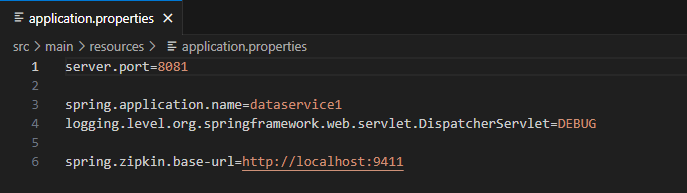 application.properties
src > main > resources > application.properties
1 server.port=8081
2
3 spring.application.name=dataservice1
4 logging.level.org.springframework.web.servlet.DispatcherServlet=DEBUG
5
6 spring.zipkin.base-url=http://localhost:9411